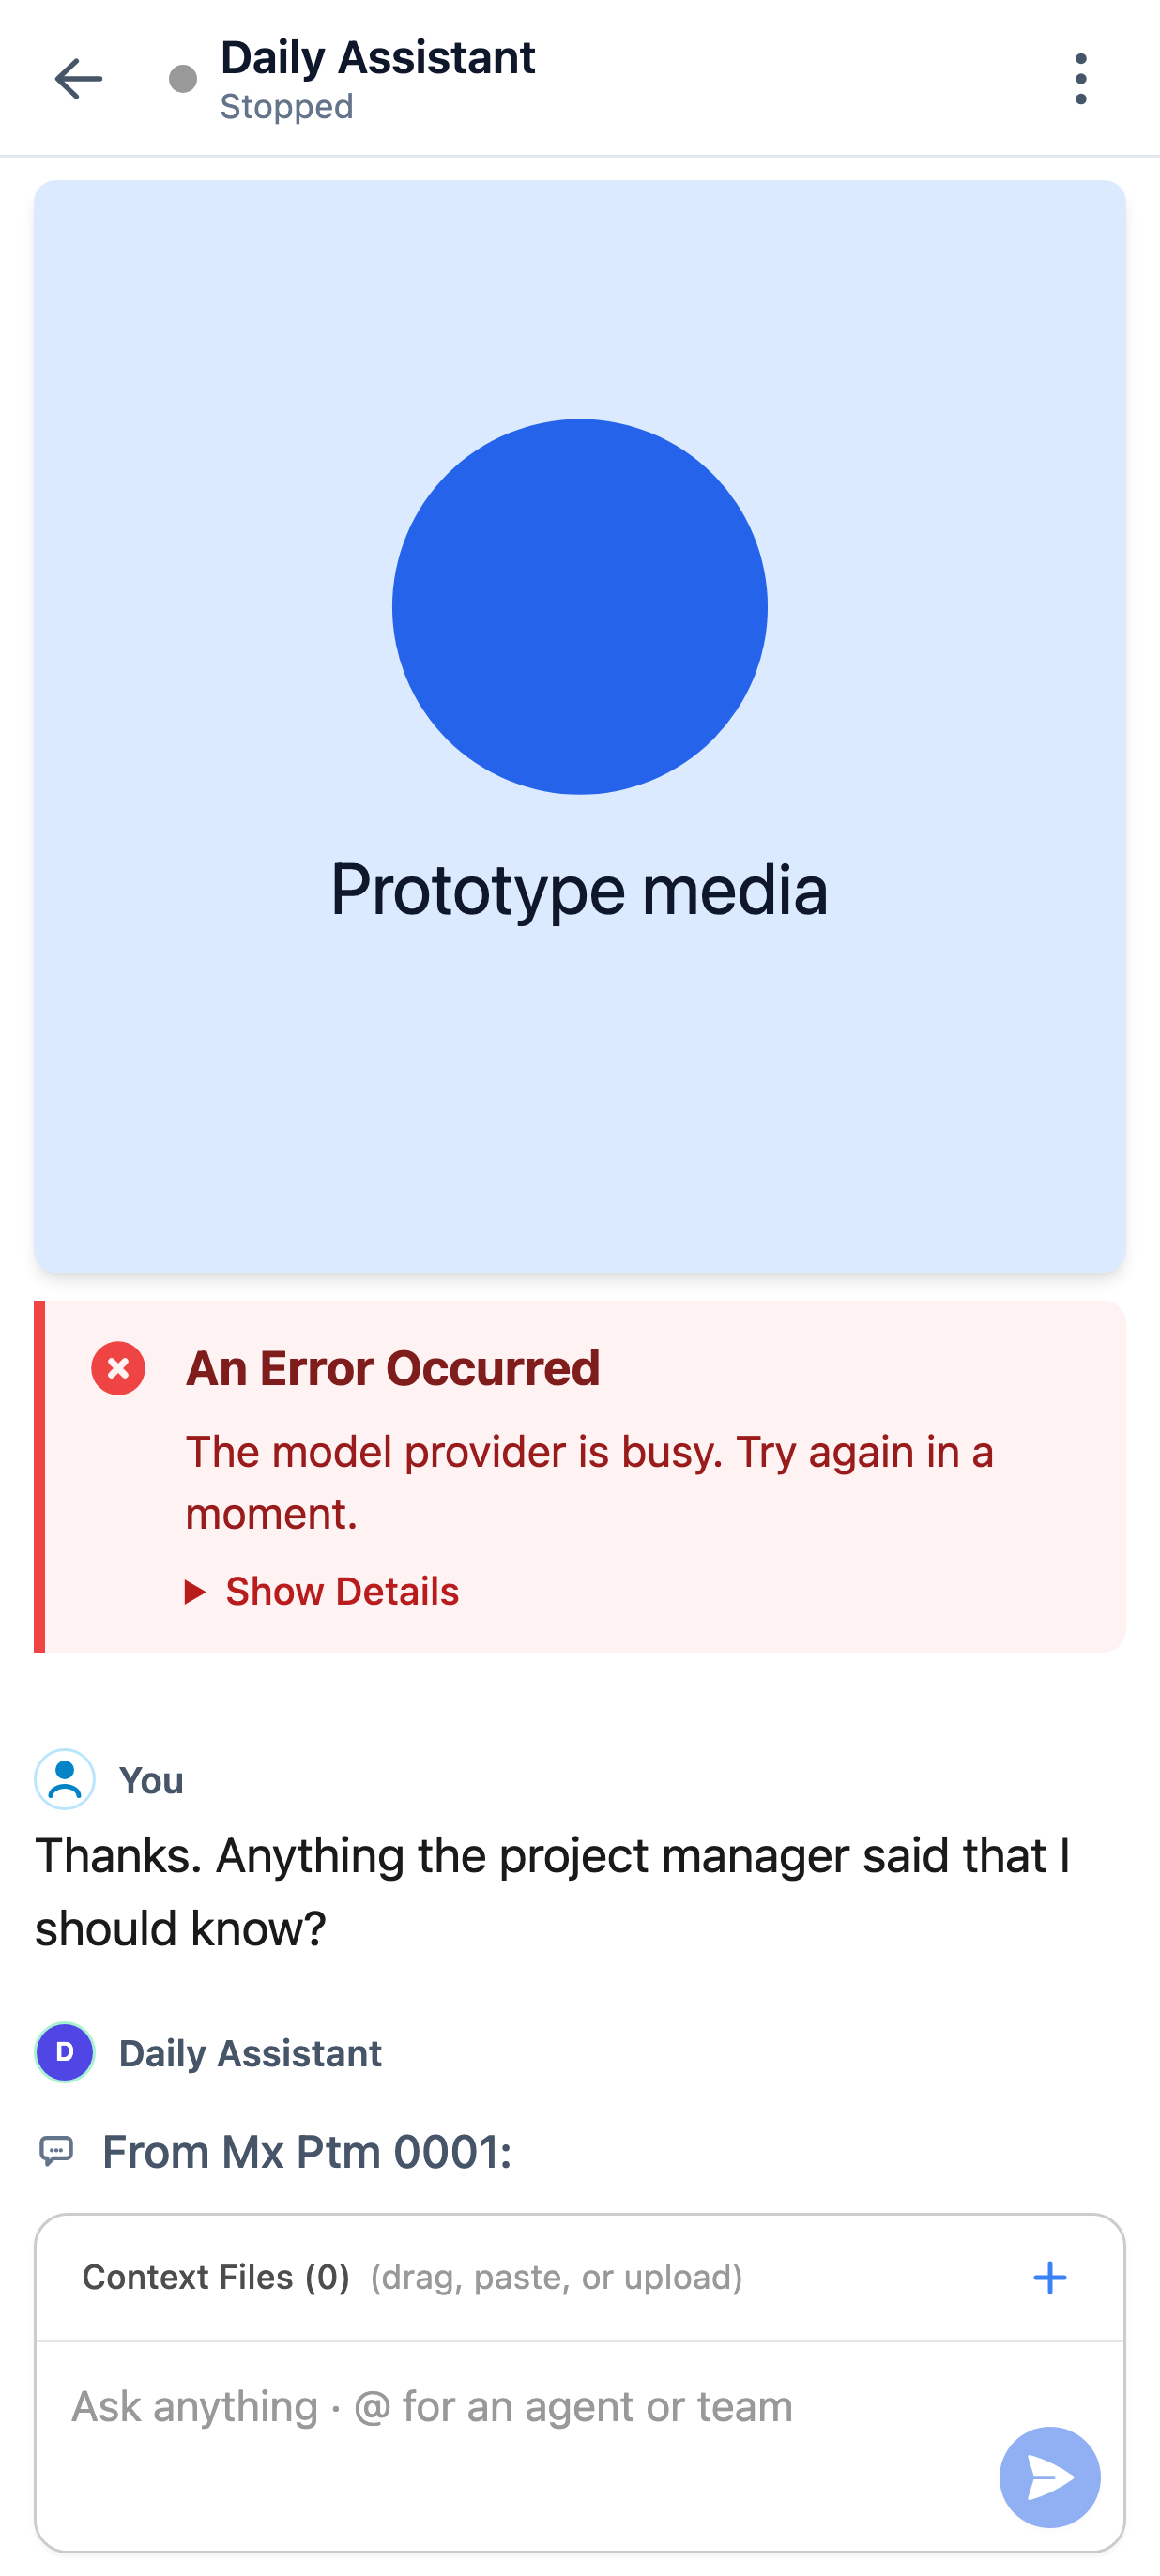 Daily Assistant
Stopped
Prototype media
An Error Occurred
The model provider is busy. Try again in a
moment.
Show Details
You
Thanks. Anything the project manager said that I
should know?
D
Daily Assistant
From Mx Ptm 0001:
Context Files (0) (drag, paste, or upload)
Ask anything · @ for an agent or team